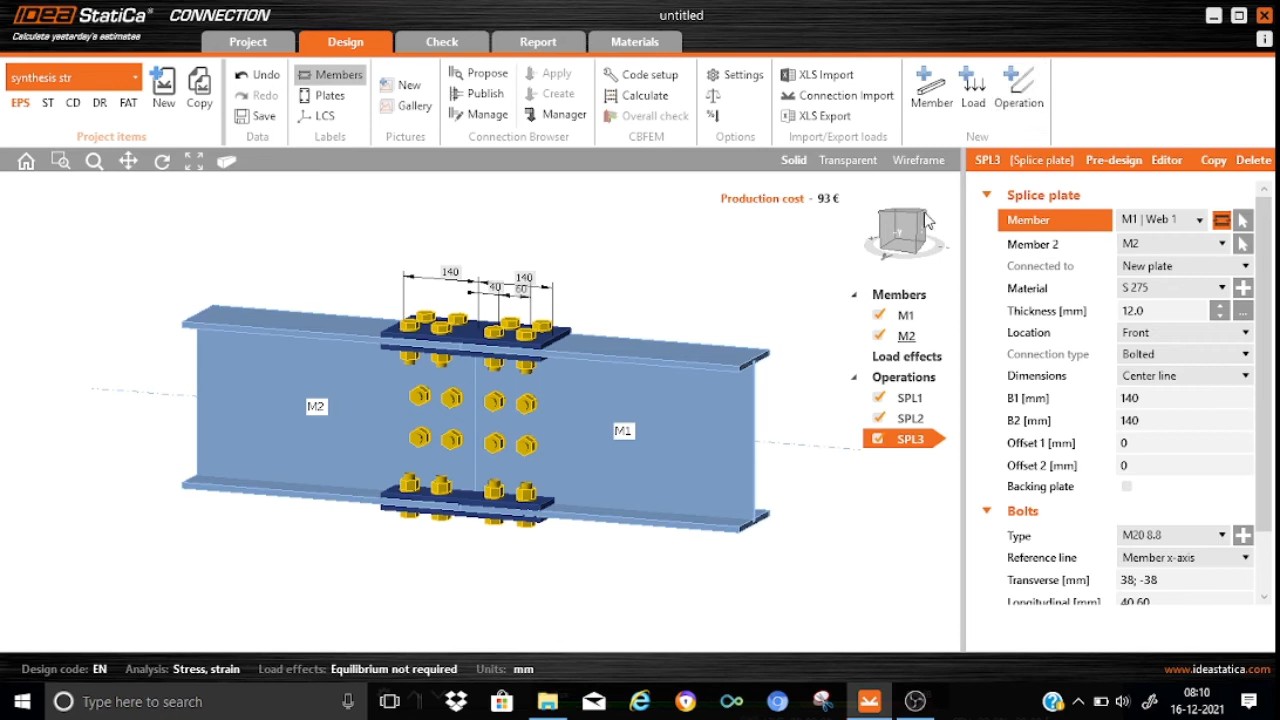 IDEA StatiCa® CONNECTION
untitled
Calculate yesterday's estimates
Project Design Check Report Materials
synthesis str
EPS ST CD DR FAT
New Copy
Project items
Undo
Redo
Save
Data
Members
Plates
LCS
Labels
New
Gallery
Pictures
Propose Apply
Publish Create
Manage Manager
Connection Browser
Code setup
Calculate
Overall check
CBFEM
Settings
Options
XLS Import
Connection Import
XLS Export
Import/Export loads
Member Load Operation
New
Solid Transparent Wireframe
SPL3 [Splice plate] Pre-design Editor Copy Delete
Production cost - 93 €
-y
140 140
40 60
M2
M1
Members
M1
M2
Load effects
Operations
SPL1
SPL2
SPL3
Splice plate
Member M1 | Web 1
Member 2 M2
Connected to New plate
Material S 275
Thickness [mm] 12.0
Location Front
Connection type Bolted
Dimensions Center line
B1 [mm] 140
B2 [mm] 140
Offset 1 [mm] 0
Offset 2 [mm] 0
Backing plate
Bolts
Type M20 8.8
Reference line Member x-axis
Transverse [mm] 38; -38
Longitudinal [mm] 40 60
Design code: EN Analysis: Stress, strain Load effects: Equilibrium not required Units: mm
www.ideastatica.com
Type here to search
08:10
16-12-2021